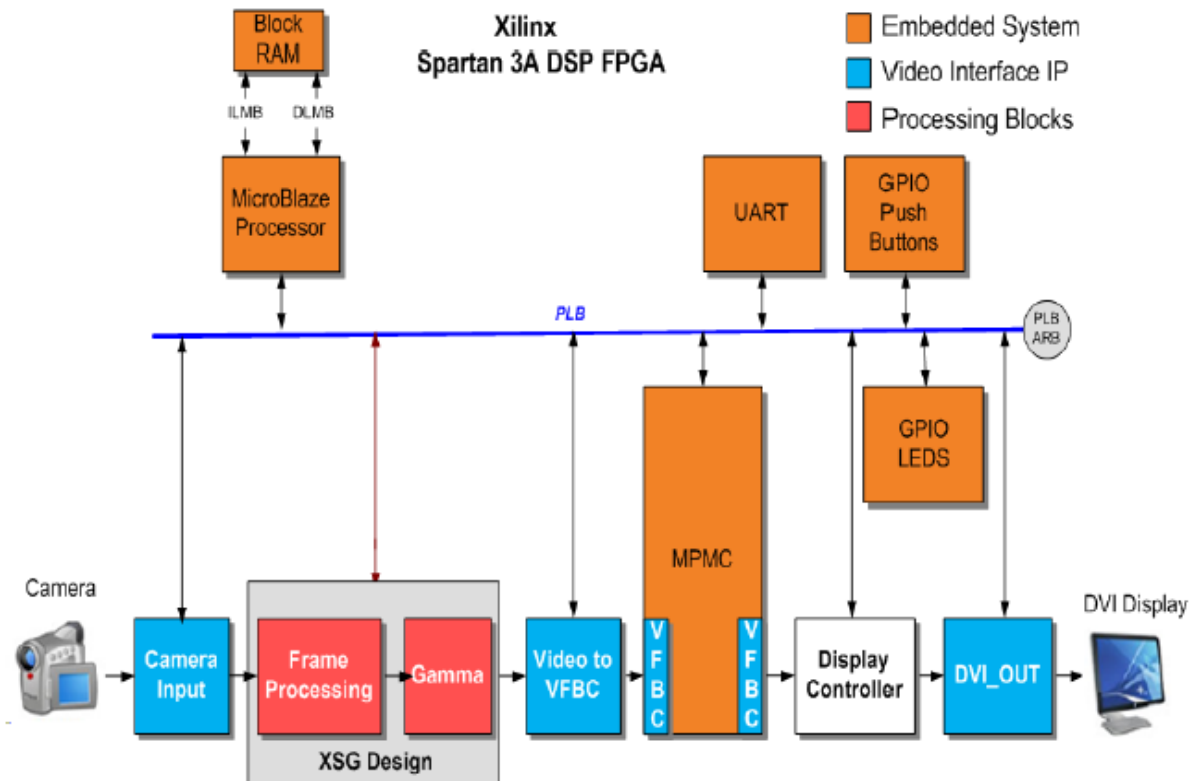 Block
RAM
Xilinx
Spartan 3A DSP FPGA
Embedded System
Video Interface IP
Processing Blocks
ILMB
DLMB
MicroBlaze
Processor
UART
GPIO
Push
Buttons
PLB
PLB
ARB
GPIO
LEDS
MPMC
Camera
DVI Display
Camera
Input
Frame
Processing
Gamma
XSG Design
Video to
VFBC
V
F
B
C
V
F
B
C
Display
Controller
DVI_OUT